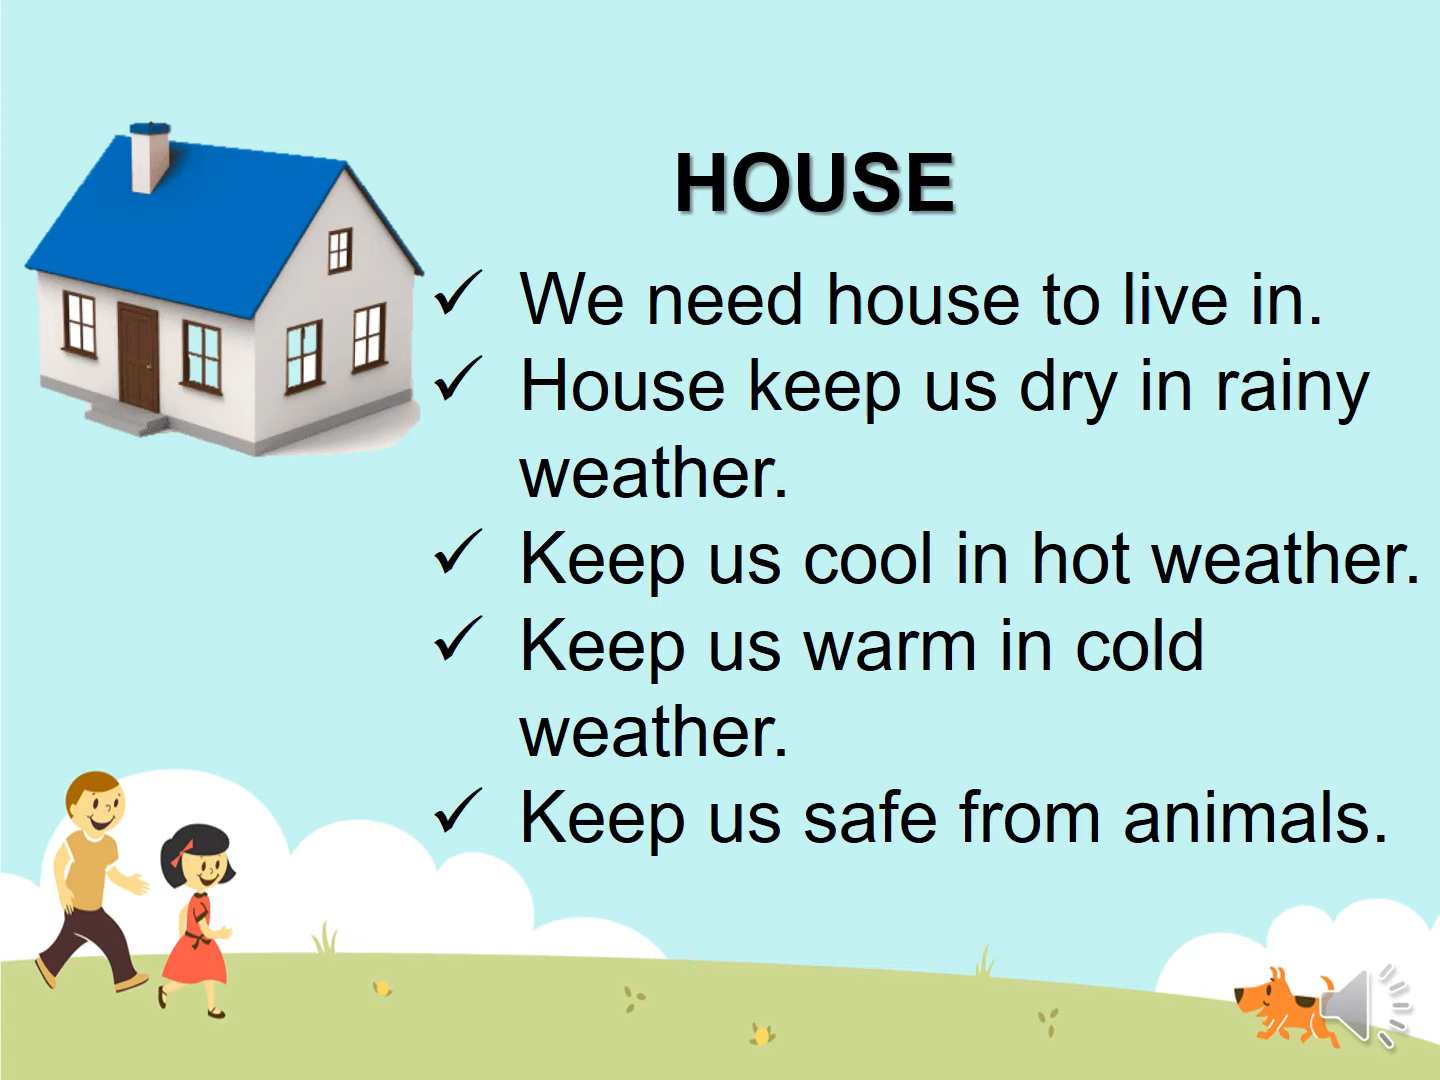 HOUSE
✓ We need house to live in.
✓ House keep us dry in rainy
weather.
✓ Keep us cool in hot weather.
✓ Keep us warm in cold
weather.
✓ Keep us safe from animals.